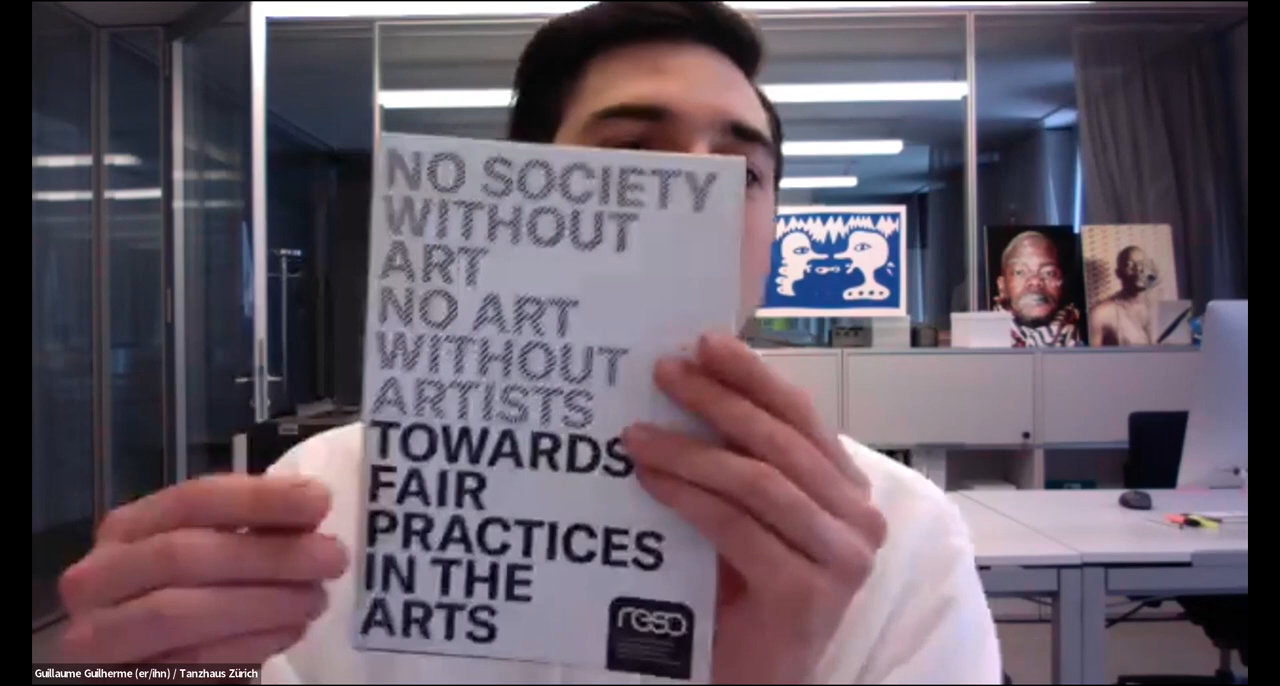 NO SOCIETY
WITHOUT
ART
NO ART
WITHOUT
ARTISTS
TOWARDS
FAIR
PRACTICES
IN THE
ARTS
reso
Guillaume Guilherme (er/ihn) / Tanzhaus Zürich